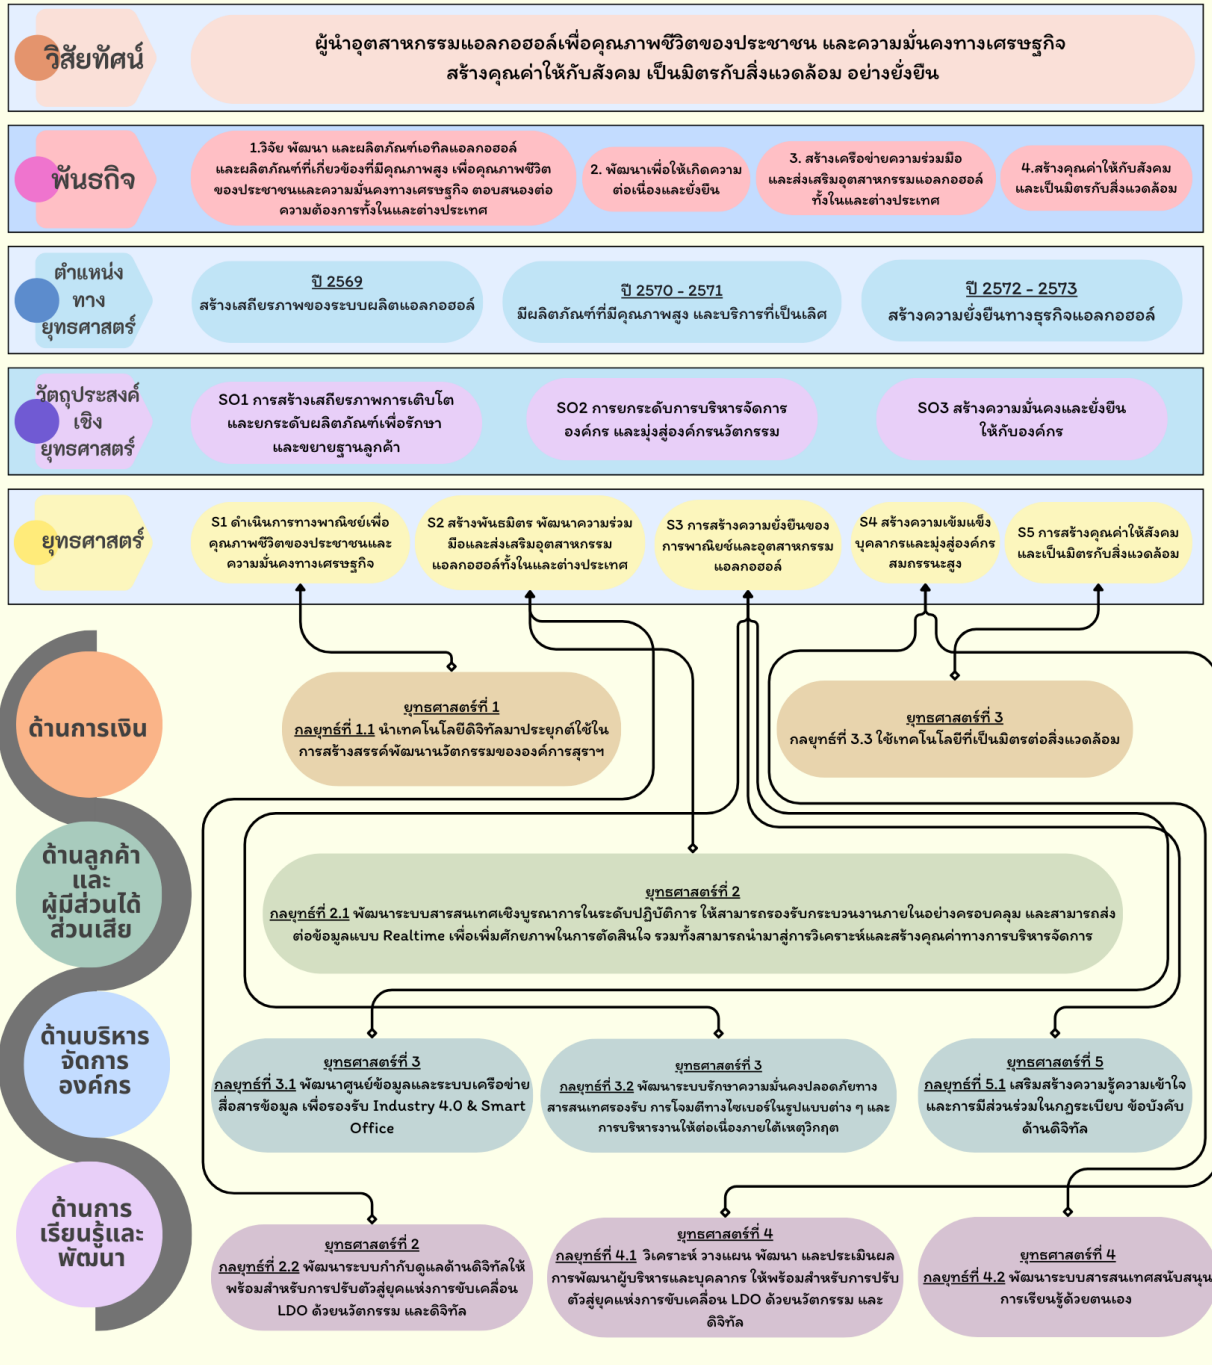 วิสัยทัศน์
ผู้นำอุตสาหกรรมแอลกอฮอล์เพื่อคุณภาพชีวิตของประชาชน และความมั่นคงทางเศรษฐกิจ
สร้างคุณค่าให้กับสังคม เป็นมิตรกับสิ่งแวดล้อม อย่างยั่งยืน
พันธกิจ
1.วิจัย พัฒนา และผลิตภัณฑ์เอทิลแอลกอฮอล์
และผลิตภัณฑ์ที่เกี่ยวข้องที่มีคุณภาพสูง เพื่อคุณภาพชีวิต
ของประชาชนและความมั่นคงทางเศรษฐกิจ ตอบสนองต่อ
ความต้องการทั้งในและต่างประเทศ
2. พัฒนาเพื่อให้เกิดความ
ต่อเนื่องและยั่งยืน
3. สร้างเครือข่ายความร่วมมือ
และส่งเสริมอุตสาหกรรมแอลกอฮอล์
ทั้งในและต่างประเทศ
4.สร้างคุณค่าให้กับสังคม
และเป็นมิตรกับสิ่งแวดล้อม
ตำแหน่ง
ทาง
ยุทธศาสตร์
ปี 2569
สร้างเสถียรภาพของระบบผลิตแอลกอฮอล์
ปี 2570 - 2571
มีผลิตภัณฑ์ที่มีคุณภาพสูง และบริการที่เป็นเลิศ
ปี 2572 - 2573
สร้างความยั่งยืนทางธุรกิจแอลกอฮอล์
วัตถุประสงค์
เชิง
ยุทธศาสตร์
SO1 การสร้างเสถียรภาพการเติบโต
และยกระดับผลิตภัณฑ์เพื่อรักษา
และขยายฐานลูกค้า
SO2 การยกระดับการบริหารจัดการ
องค์กร และมุ่งสู่องค์กรนวัตกรรม
SO3 สร้างความมั่นคงและยั่งยืน
ให้กับองค์กร
ยุทธศาสตร์
S1 ดำเนินการทางพาณิชย์เพื่อ
คุณภาพชีวิตของประชาชนและ
ความมั่นคงทางเศรษฐกิจ
S2 สร้างพันธมิตร พัฒนาความร่วม
มือและส่งเสริมอุตสาหกรรม
แอลกอฮอล์ทั้งในและต่างประเทศ
S3 การสร้างความยั่งยืนของ
การพาณิยช์และอุตสาหกรรม
แอลกอฮอล์
S4 สร้างความเข้มแข็ง
บุคลากรและมุ่งสู่องค์กร
สมกรรนะสูง
S5 การสร้างคุณค่าให้สังคม
และเป็นมิตรกับสิ่งแวดล้อม
ด้านการเงิน
ยุทธศาสตร์ที่ 1
กลยุทธ์ที่ 1.1 นำเทคโนโลยีดิจิทัลมาประยุกต์ใช้ใน
การสร้างสรรค์พัฒนานวัตกรรมขององค์การสุราฯ
ยุทธศาสตร์ที่ 3
กลยุทธ์ที่ 3.3 ใช้เทคโนโลยีที่เป็นมิตรต่อสิ่งแวดล้อม
ด้านลูกค้า
และ
ผู้มีส่วนได้
ส่วนเสีย
ยุทธศาสตร์ที่ 2
กลยุทธ์ที่ 2.1 พัฒนาระบบสารสนเทศเชิงบูรณาการในระดับปฏิบัติการ ให้สามารถรองรับกระบวนงานภายในอย่างครอบคลุม และสามารถส่ง
ต่อข้อมูลแบบ Realtime เพื่อเพิ่มศักยภาพในการตัดสินใจ รวมทั้งสามารถนำมาสู่การวิเคราะห์และสร้างคุณค่าทางการบริหารจัดการ
ด้านบริหาร
จัดการ
องค์กร
ยุทธศาสตร์ที่ 3
กลยุทธ์ที่ 3.1 พัฒนาศูนย์ข้อมูลและระบบเครือข่าย
สื่อสารข้อมูล เพื่อรองรับ Industry 4.0 & Smart
Office
ยุทธศาสตร์ที่ 3
กลยุทธ์ที่ 3.2 พัฒนาระบบรักษาความมั่นคงปลอดภัยทาง
สารสนเทศรองรับ การโจมตีทางไซเบอร์ในรูปแบบต่าง ๆ และ
การบริหารงานให้ต่อเนื่องภายใต้เหตุวิกฤต
ยุทธศาสตร์ที่ 5
กลยุทธ์ที่ 5.1 เสริมสร้างความรู้ความเข้าใจ
และการมีส่วนร่วมในกฎระเบียบ ข้อบังคับ
ด้านดิจิทัล
ด้านการ
เรียนรู้และ
พัฒนา
ยุทธศาสตร์ที่ 2
กลยุทธ์ที่ 2.2 พัฒนาระบบกำกับดูแลด้านดิจิทัลให้
พร้อมสำหรับการปรับตัวสู่ยุคแห่งการขับเคลื่อน
LDO ด้วยนวัตกรรม และดิจิทัล
ยุทธศาสตร์ที่ 4
กลยุทธ์ที่ 4.1 วิเคราะห์ วางแผน พัฒนา และประเมินผล
การพัฒนาผู้บริหารและบุคลากร ให้พร้อมสำหรับการปรับ
ตัวสู่ยุคแห่งการขับเคลื่อน LDO ด้วยนวัตกรรม และ
ดิจิทัล
ยุทธศาสตร์ที่ 4
กลยุทธ์ที่ 4.2 พัฒนาระบบสารสนเทศสนับสนุน
การเรียนรู้ด้วยตนเอง